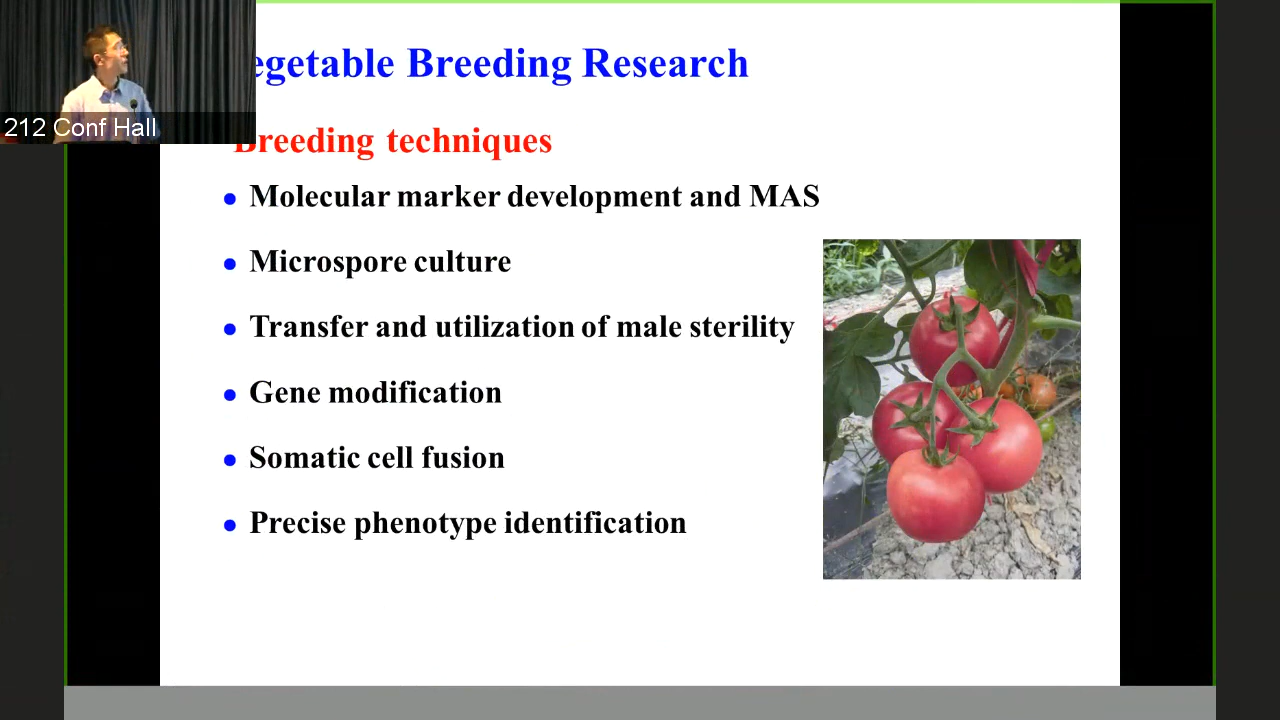 egetable Breeding Research
Breeding techniques
212 Conf Hall
• Molecular marker development and MAS
• Microspore culture
• Transfer and utilization of male sterility
• Gene modification
• Somatic cell fusion
• Precise phenotype identification